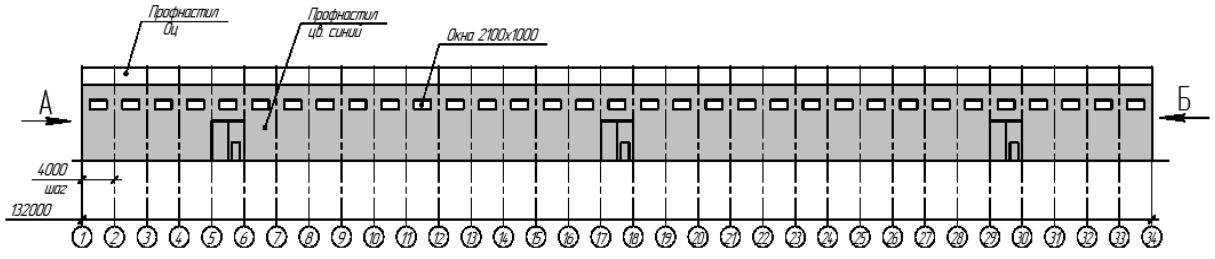 Профнастил
Оц
Профнастил
цв. синий
Окна 2100х1000
А
Б
4000
шаг
132000
1 2 3 4 5 6 7 8 9 10 11 12 13 14 15 16 17 18 19 20 21 22 23 24 25 26 27 28 29 30 31 32 33 34